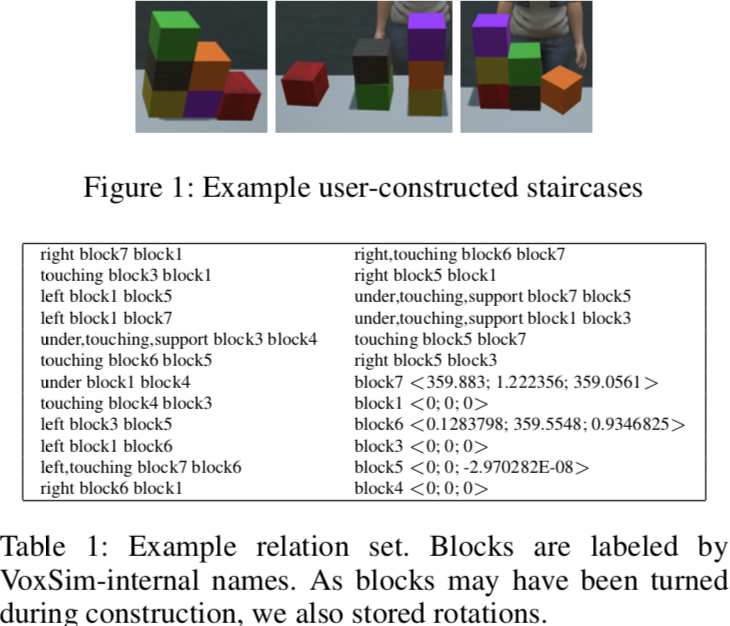 Figure 1: Example user-constructed staircases
right block7 block1
touching block3 block1
left block1 block5
left block1 block7
under,touching,support block3 block4
touching block6 block5
under block1 block4
touching block4 block3
left block3 block5
left block1 block6
left,touching block7 block6
right block6 block1
right,touching block6 block7
right block5 block1
under,touching,support block7 block5
under,touching,support block1 block3
touching block5 block7
right block5 block3
block7 <359.883; 1.222356; 359.0561>
block1 <0; 0; 0>
block6 <0.1283798; 359.5548; 0.9346825>
block3 <0; 0; 0>
block5 <0; 0; -2.970282E-08>
block4 <0; 0; 0>
Table 1: Example relation set. Blocks are labeled by
VoxSim-internal names. As blocks may have been turned
during construction, we also stored rotations.